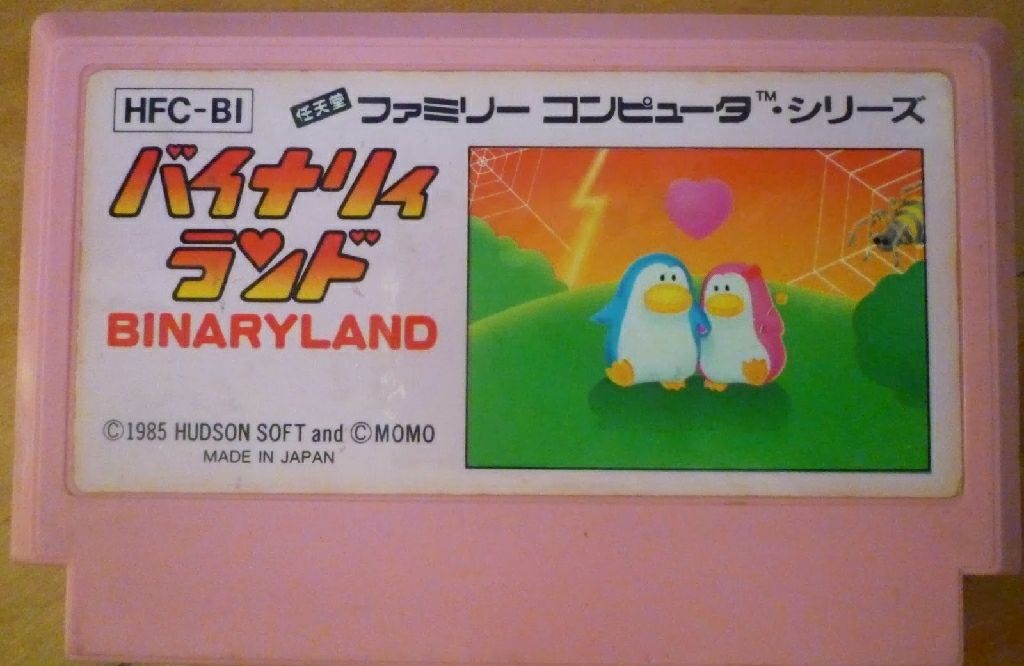 HFC-BI
任天堂 ファミリー コンピュータ™・シリーズ
バイナリィ
ランド
BINARYLAND
©1985 HUDSON SOFT and ©MOMO
MADE IN JAPAN